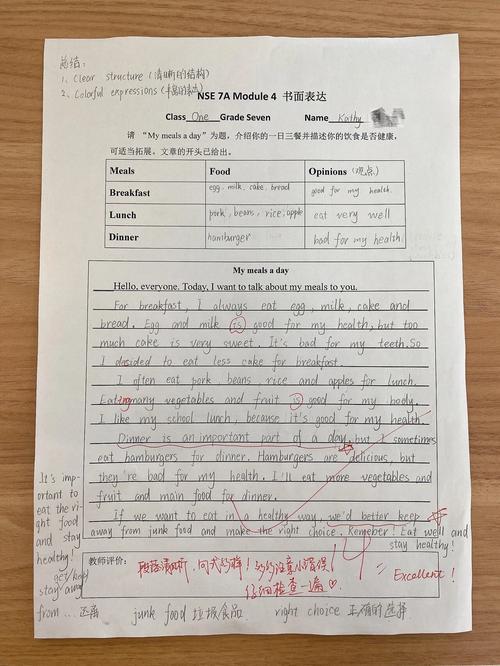 总结:
1、Clear structure (清晰的结构)
2、Colorful expressions (丰富的表达)
NSE 7A Module 4 书面表达
Class One Grade Seven Name Kathy
请 “My meals a day”为题，介绍你的一日三餐并描述你的饮食是否健康，
可适当拓展。文章的开头已给出。
Meals Food Opinions (观点)
Breakfast egg, milk, cake, bread good for my health.
Lunch pork, beans, rice, apple eat very well
Dinner hamburger bad for my health.
My meals a day
Hello, everyone. Today, I want to talk about my meals to you.
For breakfast, I always eat egg, milk, cake and
bread. Egg and milk is good for my health, but too
much cake is very sweet. It's bad for my teeth. So
I decided to eat less cake for breakfast.
I often eat pork, beans, rice and apples for lunch.
Eating many vegetables and fruit is good for my body.
I like my school lunch, because it's good for my health.
Dinner is an important part of a day, but I sometimes
eat hamburgers for dinner. Hamburgers are delicious, but
they're bad for my health. I'll eat more vegetables and
fruit and main food for dinner.
If we want to eat in a healthy way, we'd better keep
away from junk food and make the right choice. Remeber! Eat well and
stay healthy!
It's imp-
ortant to
eat the ri-
ght food
and stay
healthy!
get/keep/
stay away
from ... 远离
教师评价:
段落清晰，句式多样！
仔细检查一遍
Excellent!
junk food 垃圾食品
right choice 正确的选择